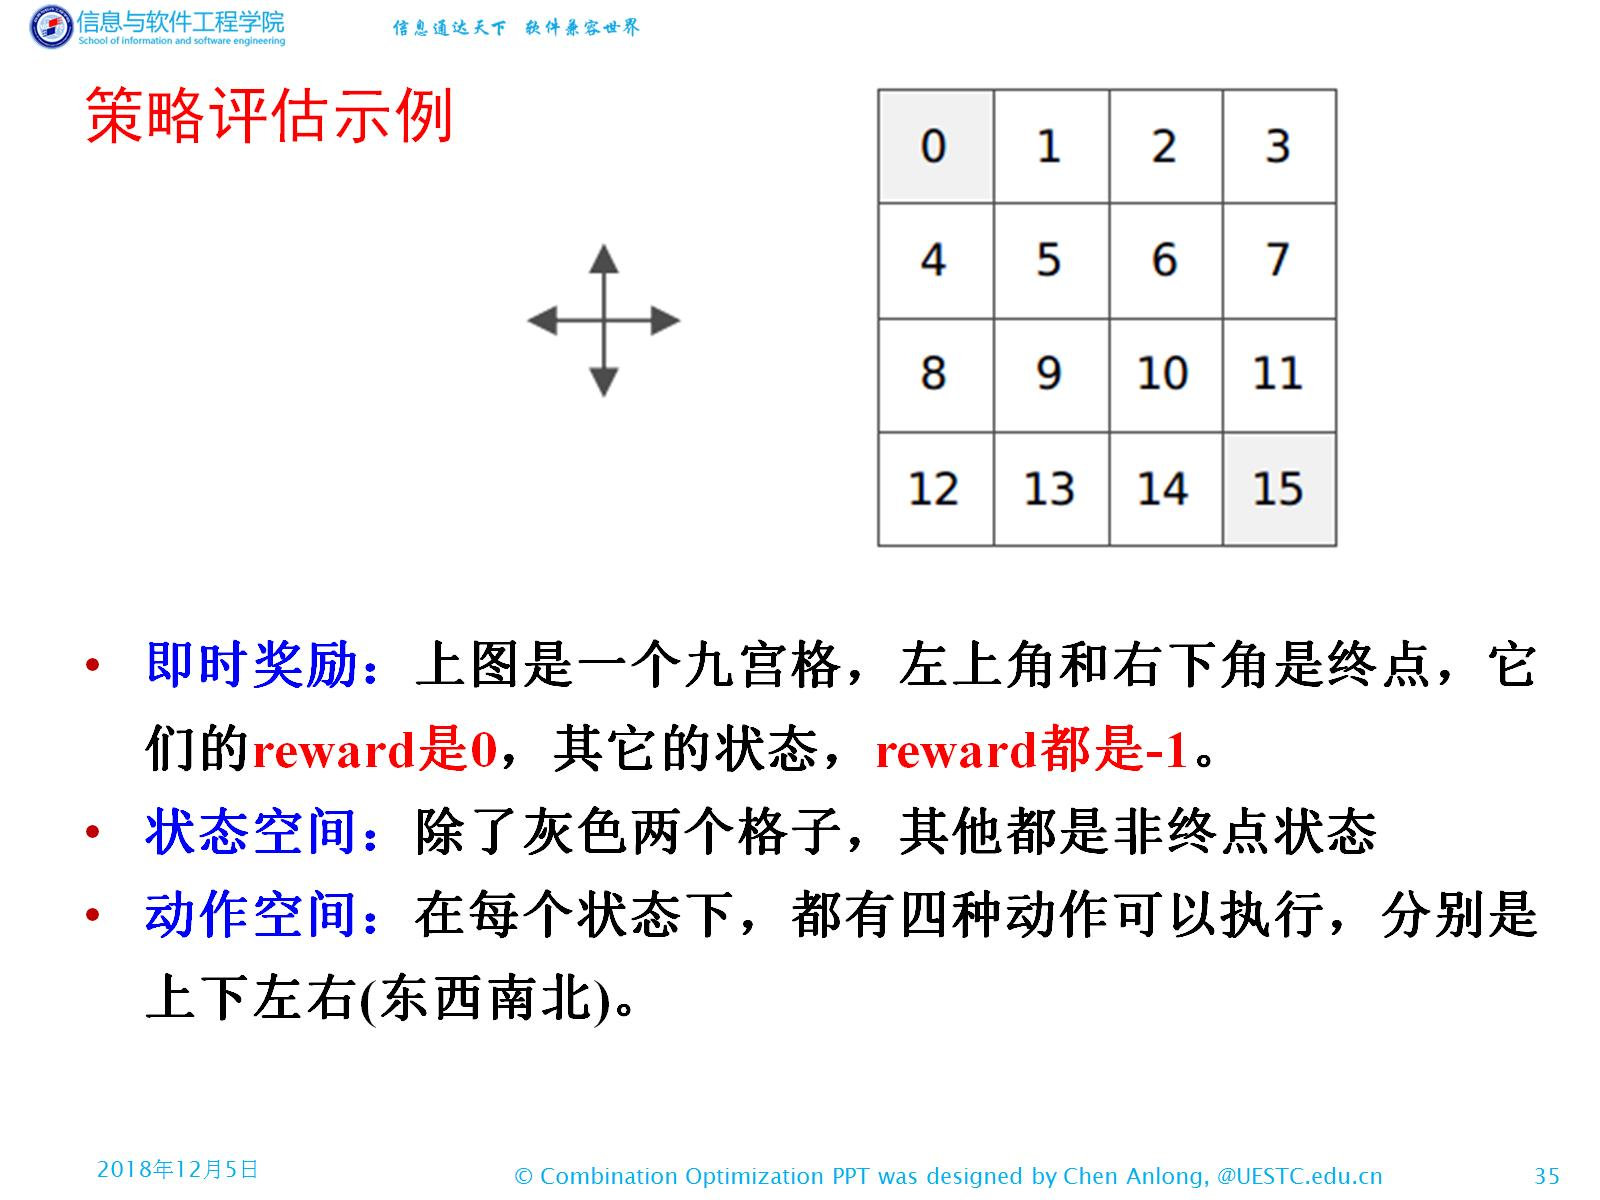 信息与软件工程学院
School of information and software engineering
信息通达天下 软件兼容世界
策略评估示例
0 1 2 3
4 5 6 7
8 9 10 11
12 13 14 15
• 即时奖励：上图是一个九宫格，左上角和右下角是终点，它
们的reward是0，其它的状态，reward都是-1。
• 状态空间：除了灰色两个格子，其他都是非终点状态
• 动作空间：在每个状态下，都有四种动作可以执行，分别是
上下左右(东西南北)。
2018年12月5日
© Combination Optimization PPT was designed by Chen Anlong, @UESTC.edu.cn
35